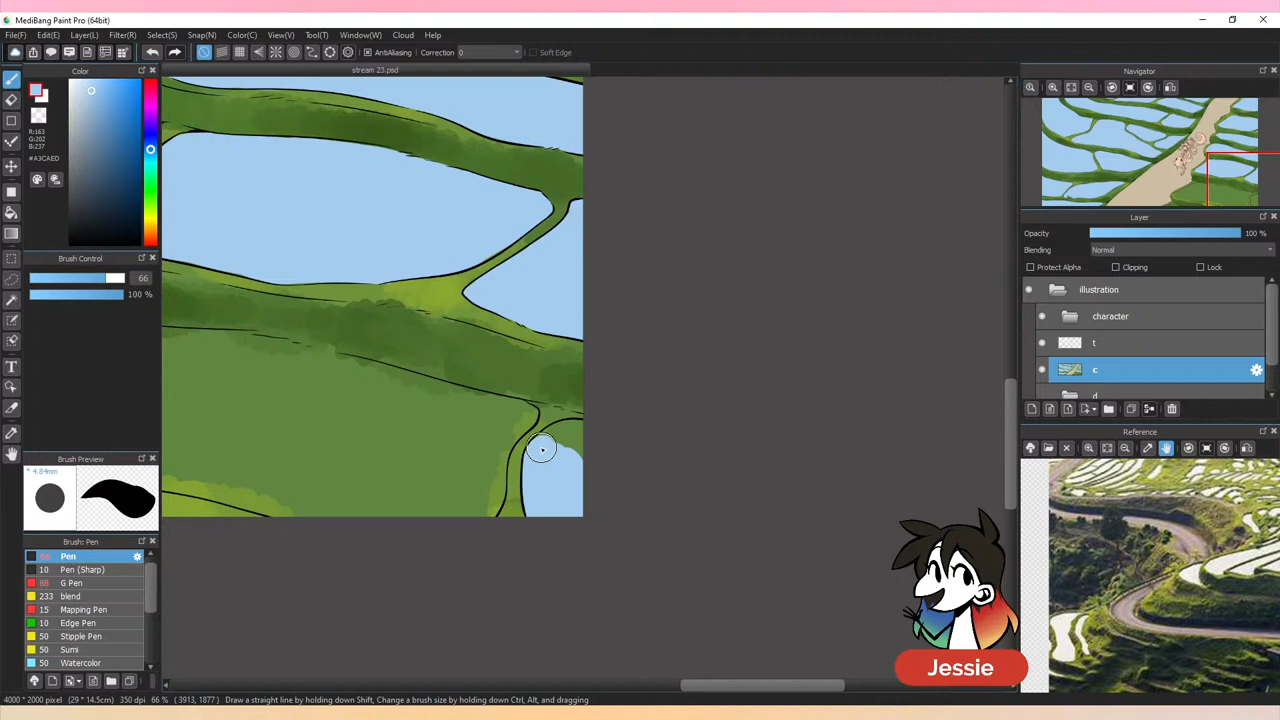 MediBang Paint Pro (64bit)
File(F) Edit(E) Layer(L) Filter(R) Select(S) Snap(N) Color(C) View(V) Tool(T) Window(W) Cloud Help
AntiAliasing Correction 0 Soft Edge
Color
stream 23.psd
Navigator
R:163
G:202
B:237
#A3CAED
Layer
Opacity 100 %
Blending Normal
Protect Alpha Clipping Lock
illustration
character
t
c
d
Brush Control
66
100 %
Reference
Brush Preview
* 4.84mm
Brush: Pen
66 Pen
10 Pen (Sharp)
88 G Pen
233 blend
15 Mapping Pen
10 Edge Pen
50 Stipple Pen
50 Sumi
50 Watercolor
Jessie
4000 * 2000 pixel (29 * 14.5cm) 350 dpi 66 % ( 3913, 1877 ) Draw a straight line by holding down Shift, Change a brush size by holding down Ctrl, Alt, and dragging